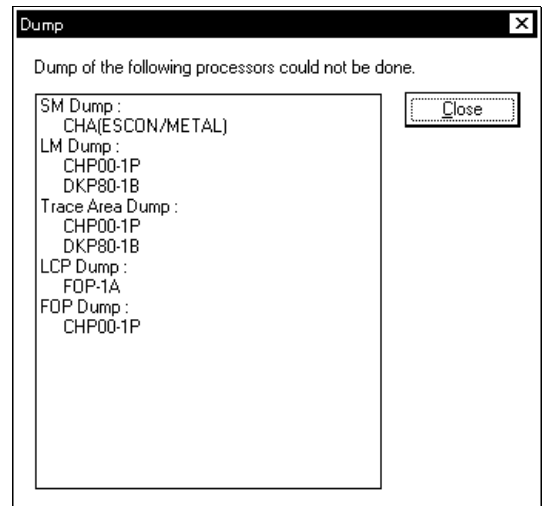 Dump
Dump of the following processors could not be done.
SM Dump :
CHA(ESCON/METAL)
LM Dump :
CHP00-1P
DKP80-1B
Trace Area Dump :
CHP00-1P
DKP80-1B
LCP Dump :
FOP-1A
FOP Dump :
CHP00-1P
Close